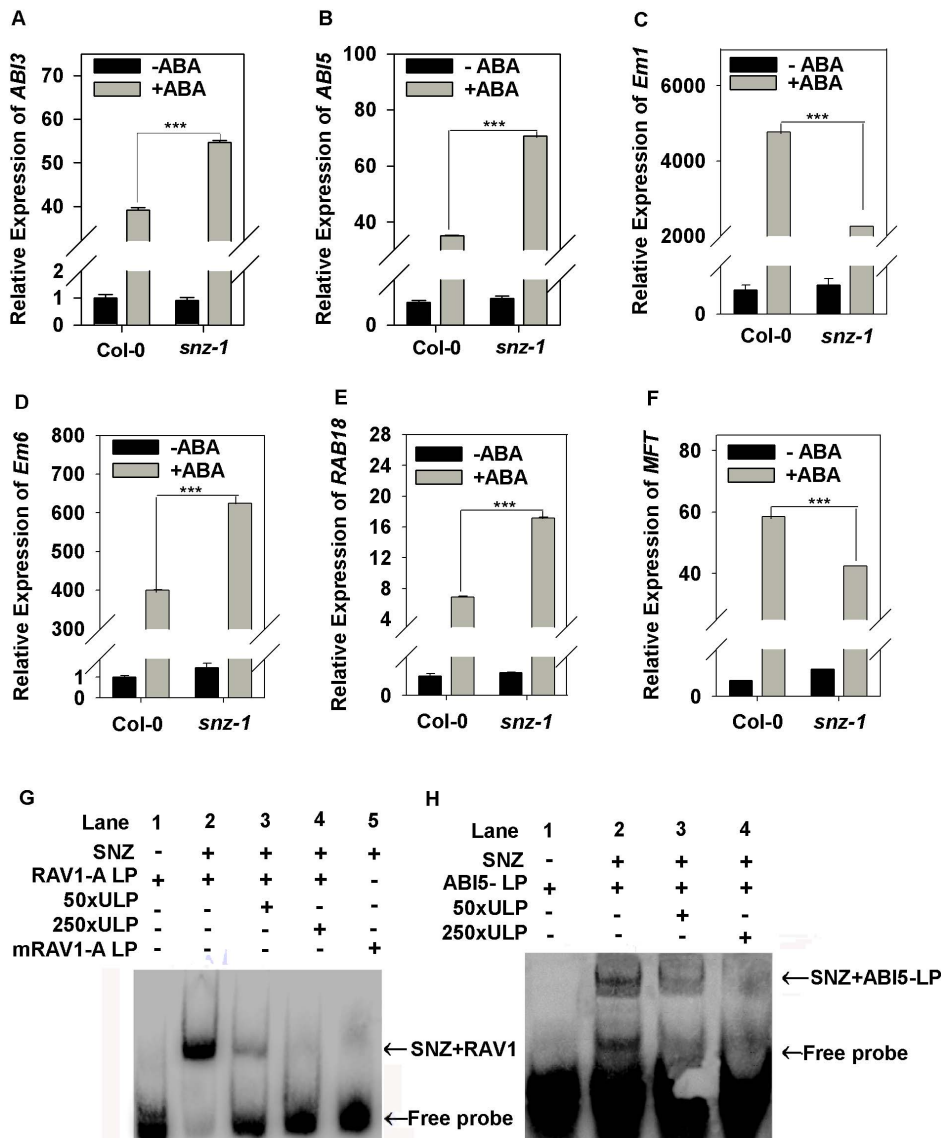 A
Relative Expression of ABI3
-ABA
+ABA
***
70
60
50
40
2
1
0
Col-0
snz-1
B
Relative Expression of ABI5
- ABA
+ABA
***
100
80
60
40
0
Col-0
snz-1
C
Relative Expression of Em1
- ABA
+ABA
***
6000
4000
2000
0
Col-0
snz-1
D
Relative Expression of Em6
-ABA
+ABA
***
800
700
600
500
400
300
1
0
Col-0
snz-1
E
Relative Expression of RAB18
-ABA
+ABA
***
28
24
20
16
12
8
4
0
Col-0
snz-1
F
Relative Expression of MFT
- ABA
+ABA
***
80
60
40
0
Col-0
snz-1
G
Lane 1 2 3 4 5
SNZ - + + + +
RAV1-A LP + + + + -
50xULP - - + - -
250xULP - - - + -
mRAV1-A LP - - - - +
←SNZ+RAV1
←Free probe
H
Lane 1 2 3 4
SNZ - + + +
ABI5- LP + + + +
50xULP - - + -
250xULP - - - +
←SNZ+ABI5-LP
←Free probe